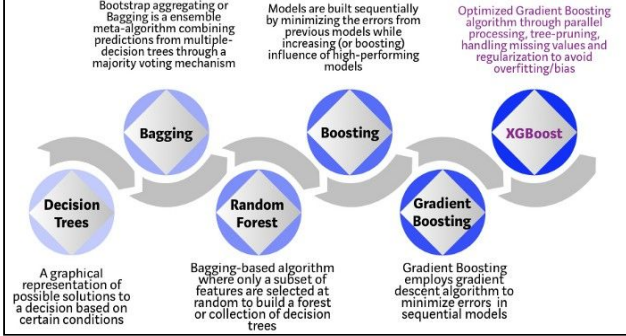 Bootstrap aggregating or
Bagging is a ensemble
meta-algorithm combining
predictions from multiple-
decision trees through a
majority voting mechanism
Models are built sequentially
by minimizing the errors from
previous models while
increasing (or boosting)
influence of high-performing
models
Optimized Gradient Boosting
algorithm through parallel
processing, tree-pruning,
handling missing values and
regularization to avoid
overfitting/bias
Bagging
Boosting
XGBoost
Decision
Trees
Random
Forest
Gradient
Boosting
A graphical
representation of
possible solutions to
a decision based on
certain conditions
Bagging-based algorithm
where only a subset of
features are selected at
random to build a forest
or collection of decision
trees
Gradient Boosting
employs gradient
descent algorithm to
minimize errors in
sequential models